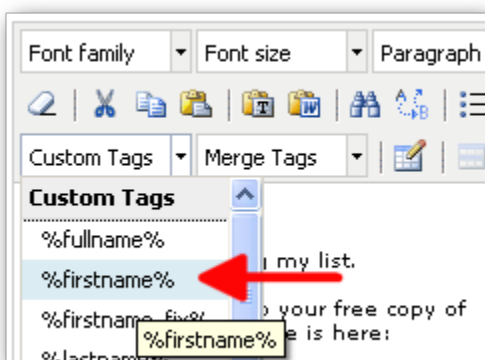 Font family Font size Paragraph
Custom Tags Merge Tags
Custom Tags
%fullname%
my list.
%firstname%
your free copy of
%firstname_fix%
%firstname%
is here: